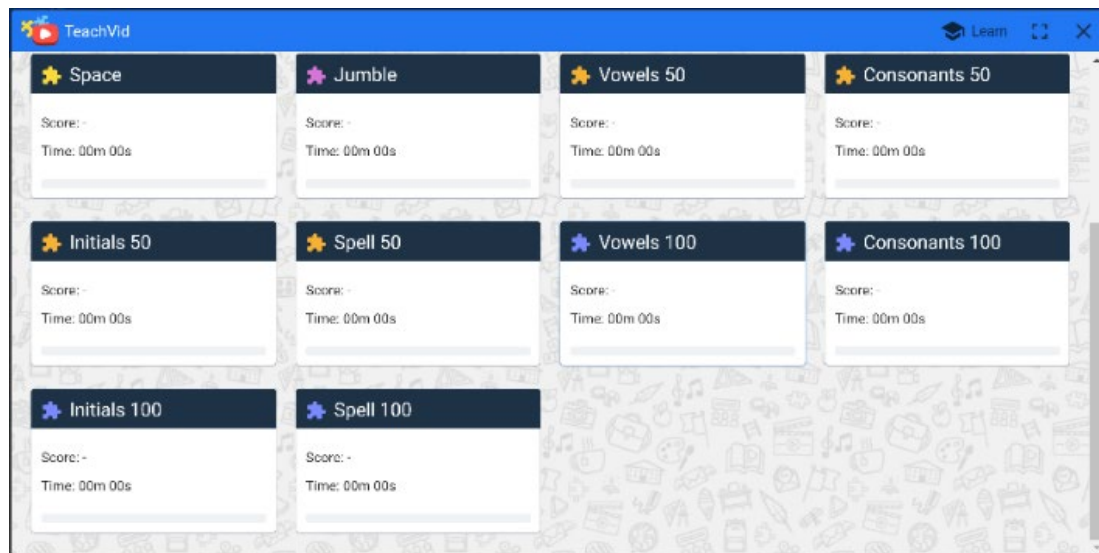 TeachVid
Learn
Space
Jumble
Vowels 50
Consonants 50
Score: -
Score: -
Score: -
Score: -
Time: 00m 00s
Time: 00m 00s
Time: 00m 00s
Time: 00m 00s
Initials 50
Spell 50
Vowels 100
Consonants 100
Score: -
Score: -
Score: -
Score: -
Time: 00m 00s
Time: 00m 00s
Time: 00m 00s
Time: 00m 00s
Initials 100
Spell 100
Score: -
Score: -
Time: 00m 00s
Time: 00m 00s